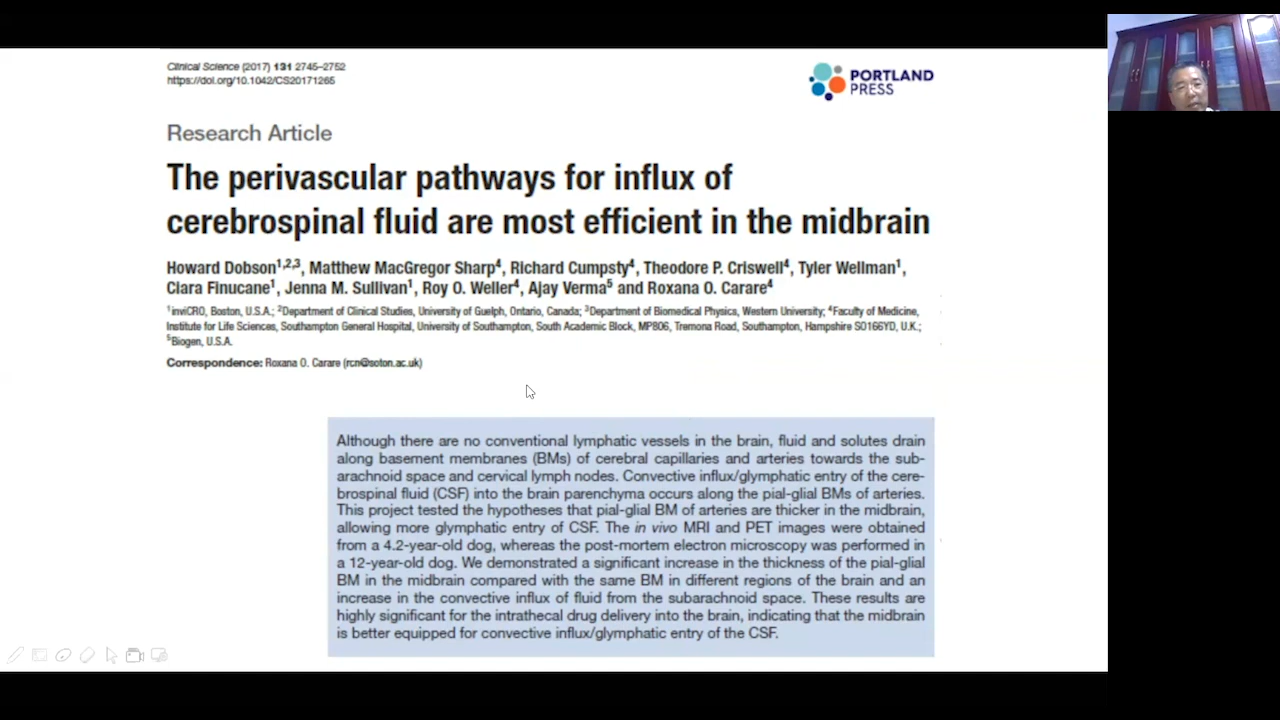 Clinical Science (2017) 131 2745–2752
https://doi.org/10.1042/CS20171265
PORTLAND
PRESS
Research Article
The perivascular pathways for influx of
cerebrospinal fluid are most efficient in the midbrain
Howard Dobson1,2,3, Matthew MacGregor Sharp4, Richard Cumpsty4, Theodore P. Criswell4, Tyler Wellman1,
Ciara Finucane1, Jenna M. Sullivan1, Roy O. Weller4, Ajay Verma5 and Roxana O. Carare4
1inviCRO, Boston, U.S.A.; 2Department of Clinical Studies, University of Guelph, Ontario, Canada; 3Department of Biomedical Physics, Western University; 4Faculty of Medicine,
Institute for Life Sciences, Southampton General Hospital, University of Southampton, South Academic Block, MP806, Tremona Road, Southampton, Hampshire SO166YD, U.K.;
5Biogen, U.S.A.
Correspondence: Roxana O. Carare (rcn@soton.ac.uk)
Although there are no conventional lymphatic vessels in the brain, fluid and solutes drain
along basement membranes (BMs) of cerebral capillaries and arteries towards the sub-
arachnoid space and cervical lymph nodes. Convective influx/glymphatic entry of the cere-
brospinal fluid (CSF) into the brain parenchyma occurs along the pial-glial BMs of arteries.
This project tested the hypotheses that pial-glial BM of arteries are thicker in the midbrain,
allowing more glymphatic entry of CSF. The in vivo MRI and PET images were obtained
from a 4.2-year-old dog, whereas the post-mortem electron microscopy was performed in
a 12-year-old dog. We demonstrated a significant increase in the thickness of the pial-glial
BM in the midbrain compared with the same BM in different regions of the brain and an
increase in the convective influx of fluid from the subarachnoid space. These results are
highly significant for the intrathecal drug delivery into the brain, indicating that the midbrain
is better equipped for convective influx/glymphatic entry of the CSF.